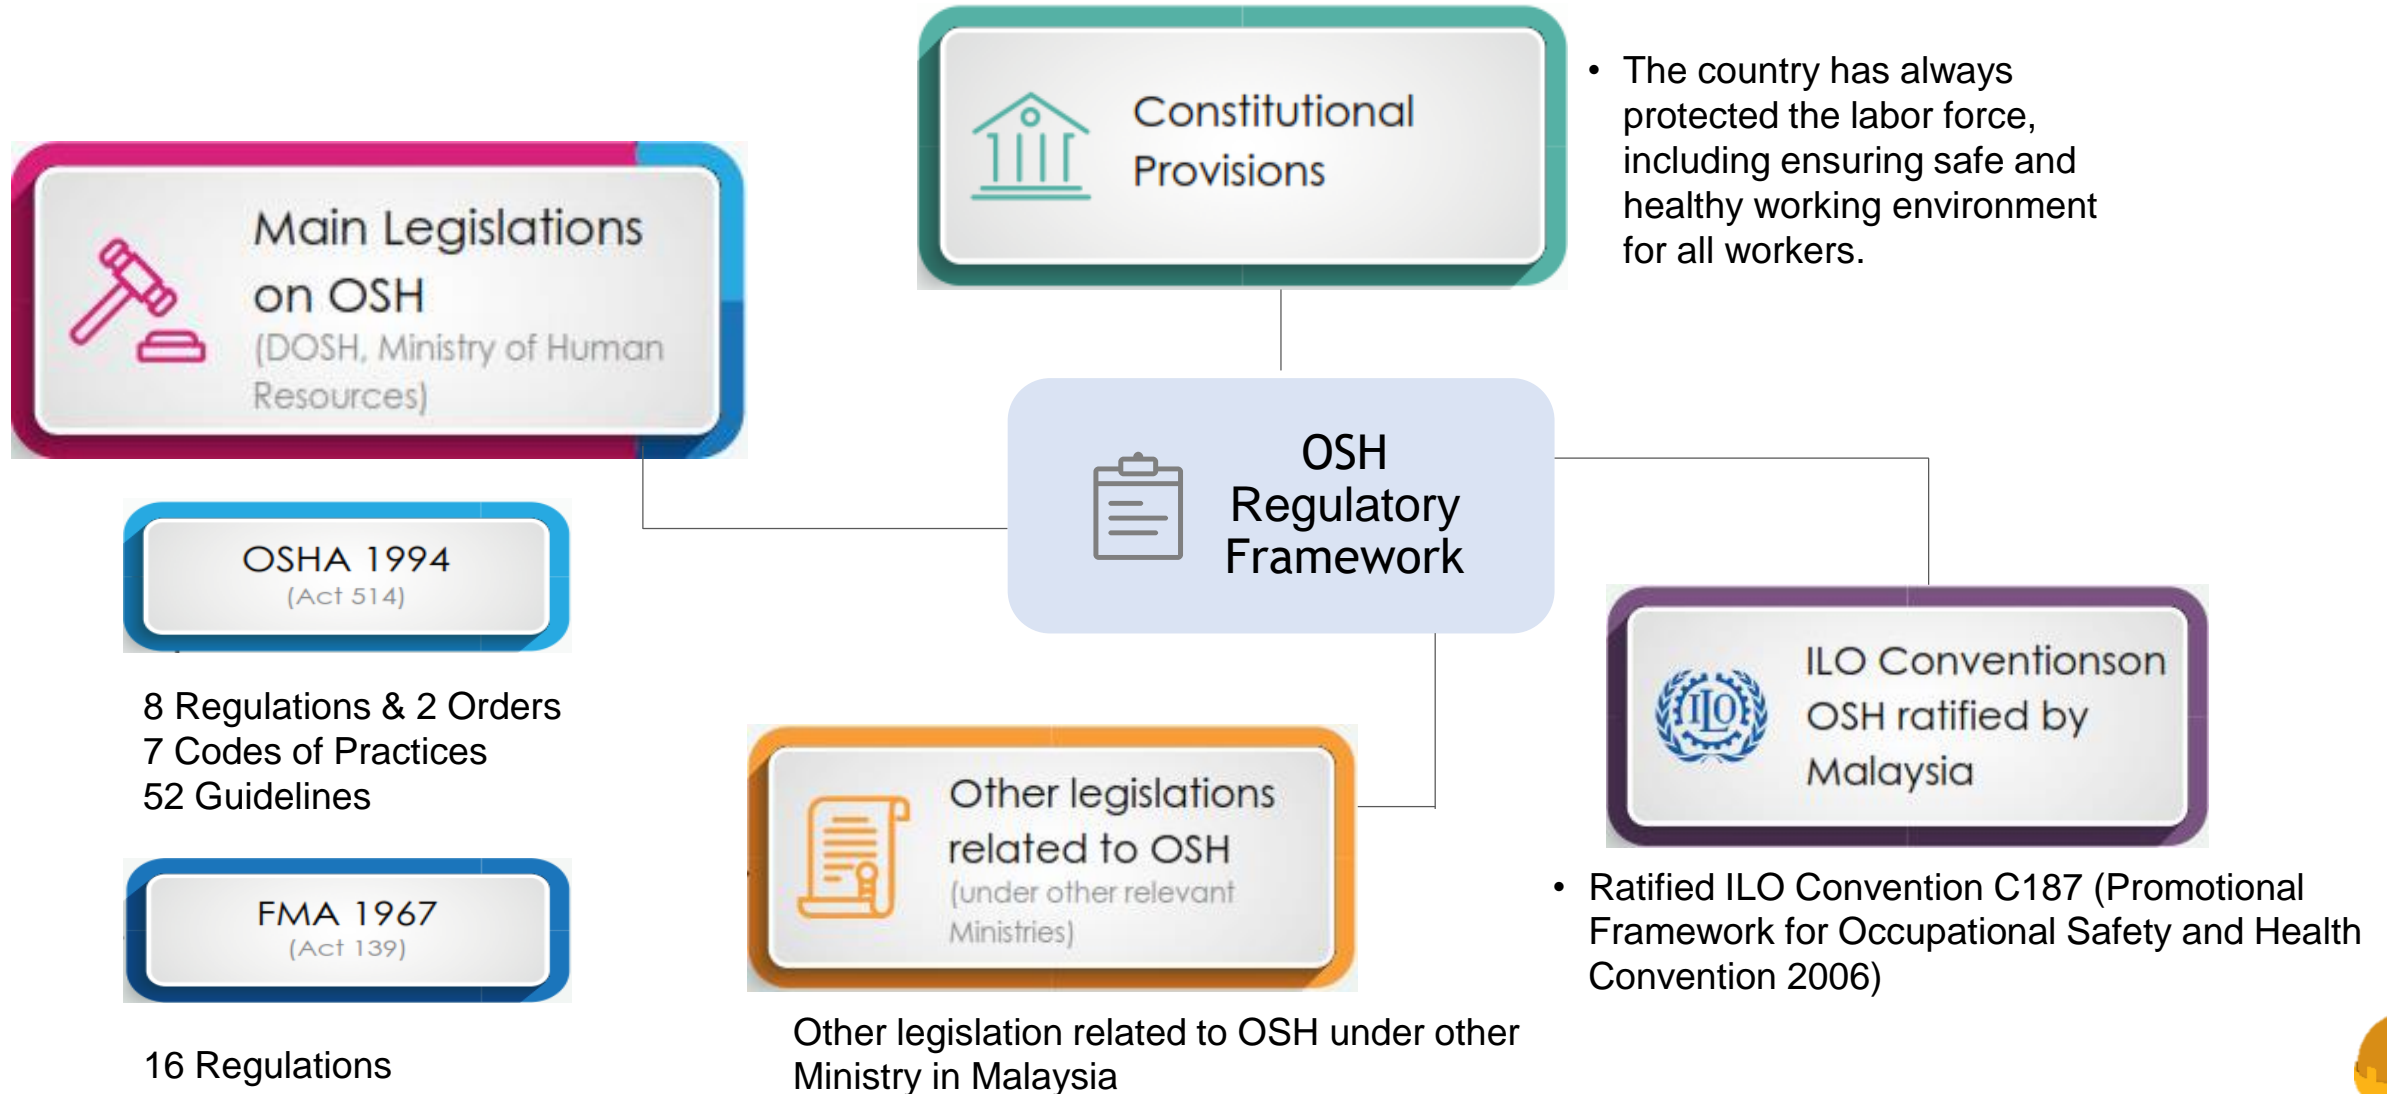 Constitutional
Provisions
• The country has always
protected the labor force,
including ensuring safe and
healthy working environment
for all workers.
Main Legislations
on OSH
(DOSH, Ministry of Human
Resources)
OSH
Regulatory
Framework
OSHA 1994
(Act 514)
8 Regulations & 2 Orders
7 Codes of Practices
52 Guidelines
FMA 1967
(Act 139)
16 Regulations
Other legislations
related to OSH
(under other relevant
Ministries)
Other legislation related to OSH under other
Ministry in Malaysia
ILO
ILO Conventionson
OSH ratified by
Malaysia
• Ratified ILO Convention C187 (Promotional
Framework for Occupational Safety and Health
Convention 2006)